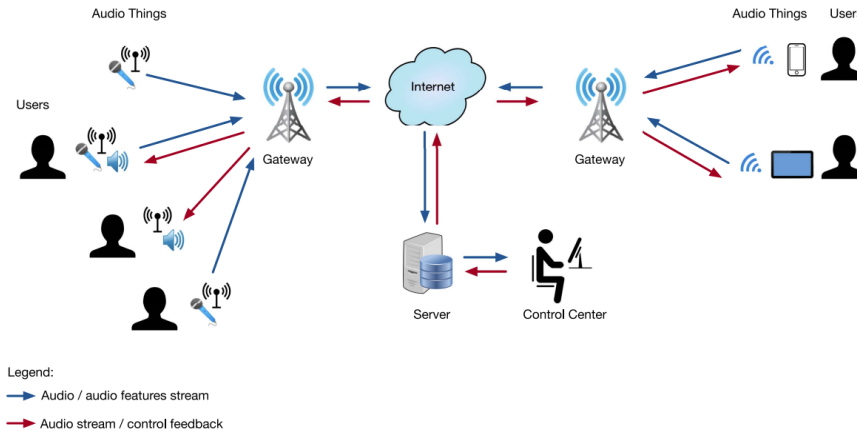 Audio Things
Audio Things
User
Users
Internet
Gateway
Gateway
Server
Control Center
Legend:
Audio / audio features stream
Audio stream / control feedback